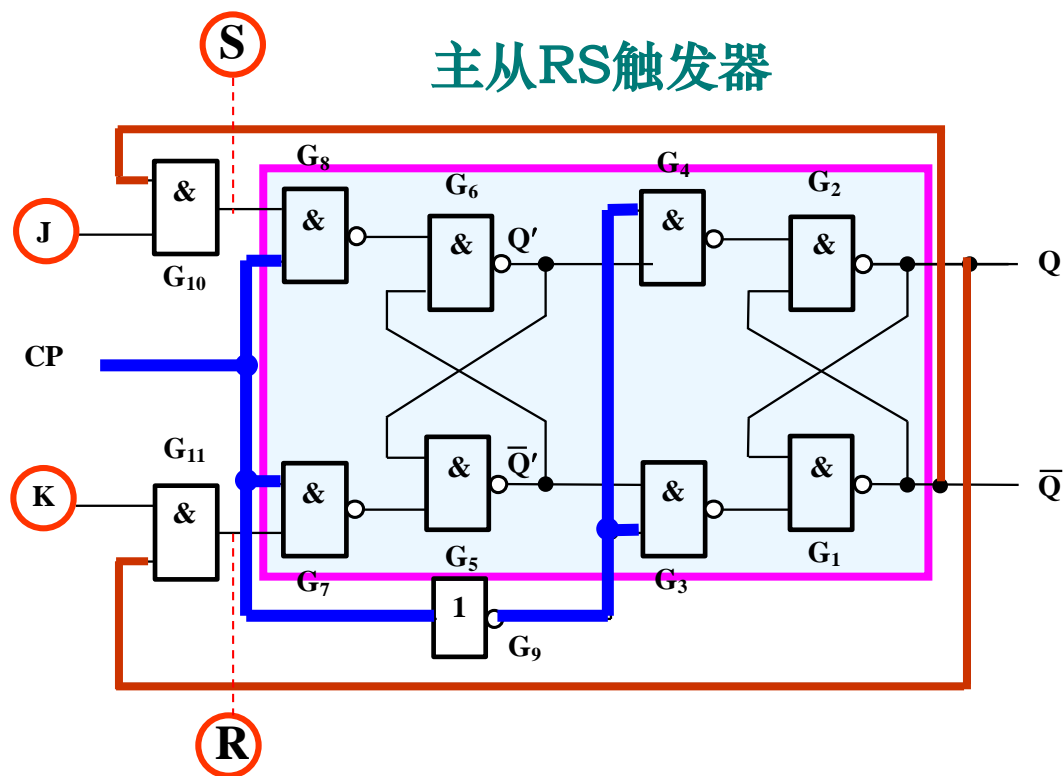 S
主从RS触发器
G₈
G₄
G₆
G₂
&
&
&
&
&
J
Q′
Q
G₁₀
CP
G₁₁
K
&
&
&
Q̅′
&
&
Q̅
G₇
G₅
G₃
G₁
1
G₉
R